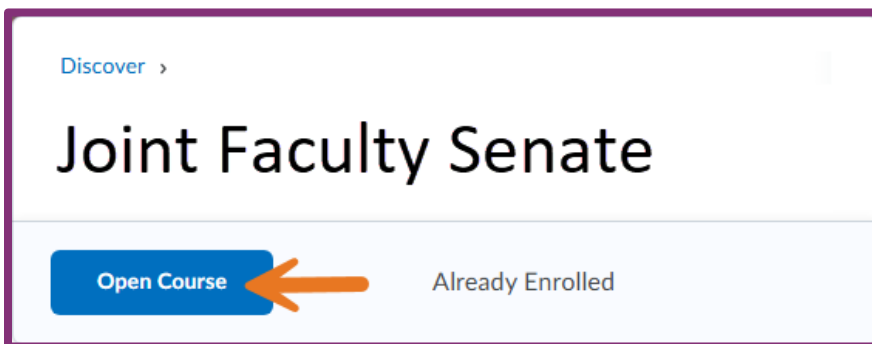 Discover ›
Joint Faculty Senate
Open Course
Already Enrolled